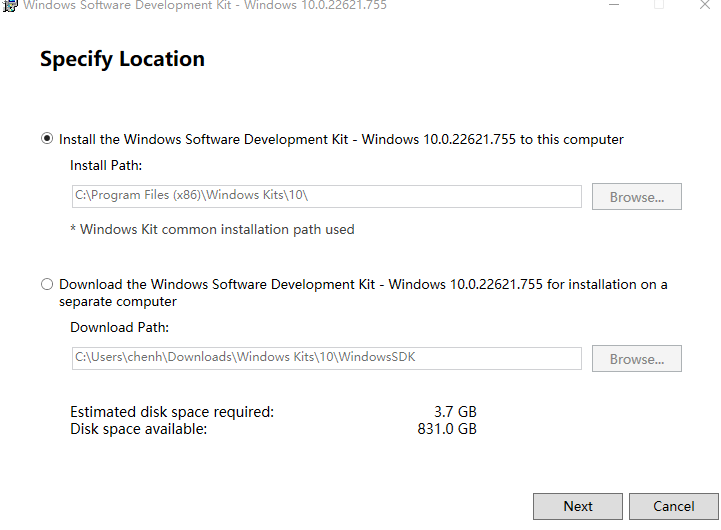 Windows Software Development Kit - Windows 10.0.22621.755
Specify Location
Install the Windows Software Development Kit - Windows 10.0.22621.755 to this computer
Install Path:
C:\Program Files (x86)\Windows Kits\10\
Browse...
* Windows Kit common installation path used
Download the Windows Software Development Kit - Windows 10.0.22621.755 for installation on a
separate computer
Download Path:
C:\Users\chenh\Downloads\Windows Kits\10\WindowsSDK
Browse...
Estimated disk space required: 3.7 GB
Disk space available: 831.0 GB
Next
Cancel